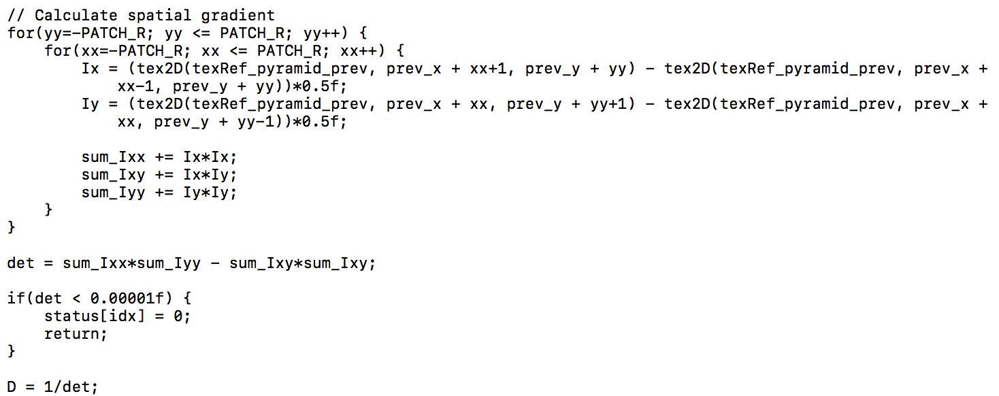 // Calculate spatial gradient
for(yy=-PATCH_R; yy <= PATCH_R; yy++) {
    for(xx=-PATCH_R; xx <= PATCH_R; xx++) {
        Ix = (tex2D(texRef_pyramid_prev, prev_x + xx+1, prev_y + yy) - tex2D(texRef_pyramid_prev, prev_x +
            xx-1, prev_y + yy))*0.5f;
        Iy = (tex2D(texRef_pyramid_prev, prev_x + xx, prev_y + yy+1) - tex2D(texRef_pyramid_prev, prev_x +
            xx, prev_y + yy-1))*0.5f;

        sum_Ixx += Ix*Ix;
        sum_Ixy += Ix*Iy;
        sum_Iyy += Iy*Iy;
    }
}

det = sum_Ixx*sum_Iyy - sum_Ixy*sum_Ixy;

if(det < 0.00001f) {
    status[idx] = 0;
    return;
}

D = 1/det;